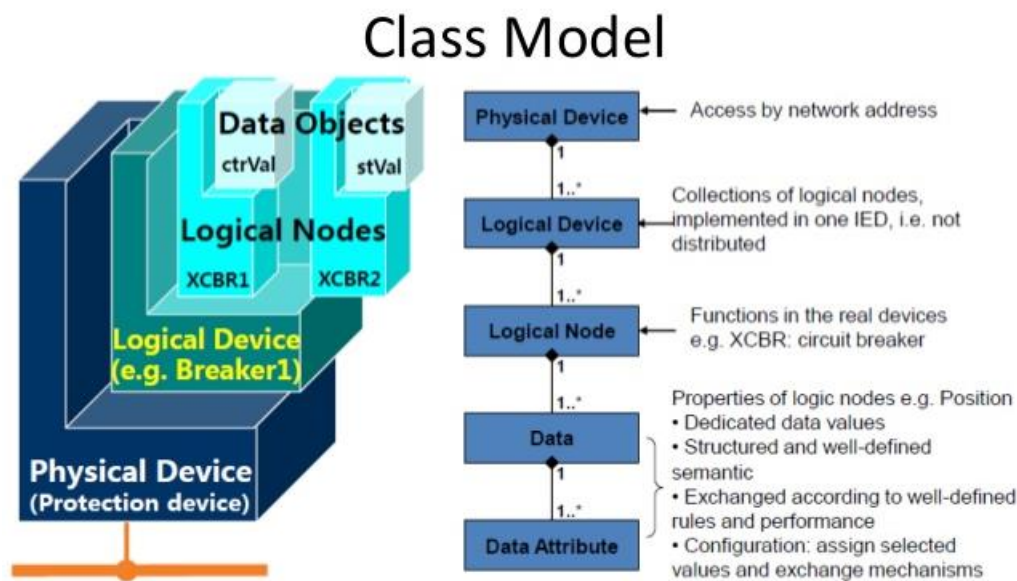 Class Model
Data Objects
ctrVal
stVal
Logical Nodes
XCBR1
XCBR2
Logical Device
(e.g. Breaker1)
Physical Device
(Protection device)
Physical Device
1
1..*
Logical Device
1
1..*
Logical Node
1
1..*
Data
1
1..*
Data Attribute
Access by network address
Collections of logical nodes,
implemented in one IED, i.e. not
distributed
Functions in the real devices
e.g. XCBR: circuit breaker
Properties of logic nodes e.g. Position
• Dedicated data values
• Structured and well-defined
semantic
• Exchanged according to well-defined
rules and performance
• Configuration: assign selected
values and exchange mechanisms